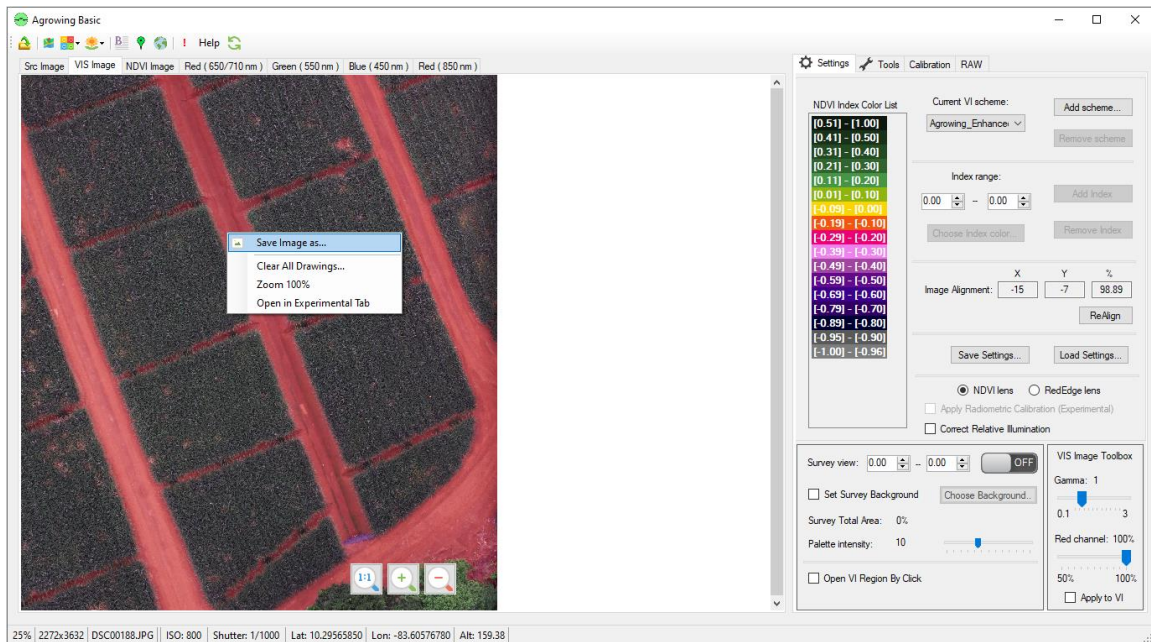 Agrowing Basic
B Help
Src Image VIS Image NDVI Image Red ( 650/710 nm ) Green ( 550 nm ) Blue ( 450 nm ) Red ( 850 nm )
Save Image as...
Clear All Drawings...
Zoom 100%
Open in Experimental Tab
1:1
Settings Tools Calibration RAW
NDVI Index Color List
[0.51] - [1.00]
[0.41] - [0.50]
[0.31] - [0.40]
[0.21] - [0.30]
[0.11] - [0.20]
[0.01] - [0.10]
[-0.09] - [0.00]
[-0.19] - [-0.10]
[-0.29] - [-0.20]
[-0.39] - [-0.30]
[-0.49] - [-0.40]
[-0.59] - [-0.50]
[-0.69] - [-0.60]
[-0.79] - [-0.70]
[-0.89] - [-0.80]
[-0.95] - [-0.90]
[-1.00] - [-0.96]
Current VI scheme:
Agrowing_Enhance
Add scheme...
Remove scheme
Index range:
0.00 - 0.00
Add Index
Choose Index color...
Remove Index
X Y %
Image Alignment: -15 -7 98.89
ReAlign
Save Settings... Load Settings...
NDVI lens RedEdge lens
Apply Radiometric Calibration (Experimental)
Correct Relative Illumination
Survey view: 0.00 - 0.00 OFF
Set Survey Background Choose Background..
Survey Total Area: 0%
Palette intensity: 10
Open VI Region By Click
VIS Image Toolbox
Gamma: 1
0.1 3
Red channel: 100%
50% 100%
Apply to VI
25% 2272x3632 DSC00188.JPG ISO: 800 Shutter: 1/1000 Lat: 10.29565850 Lon: -83.60576780 Alt: 159.38